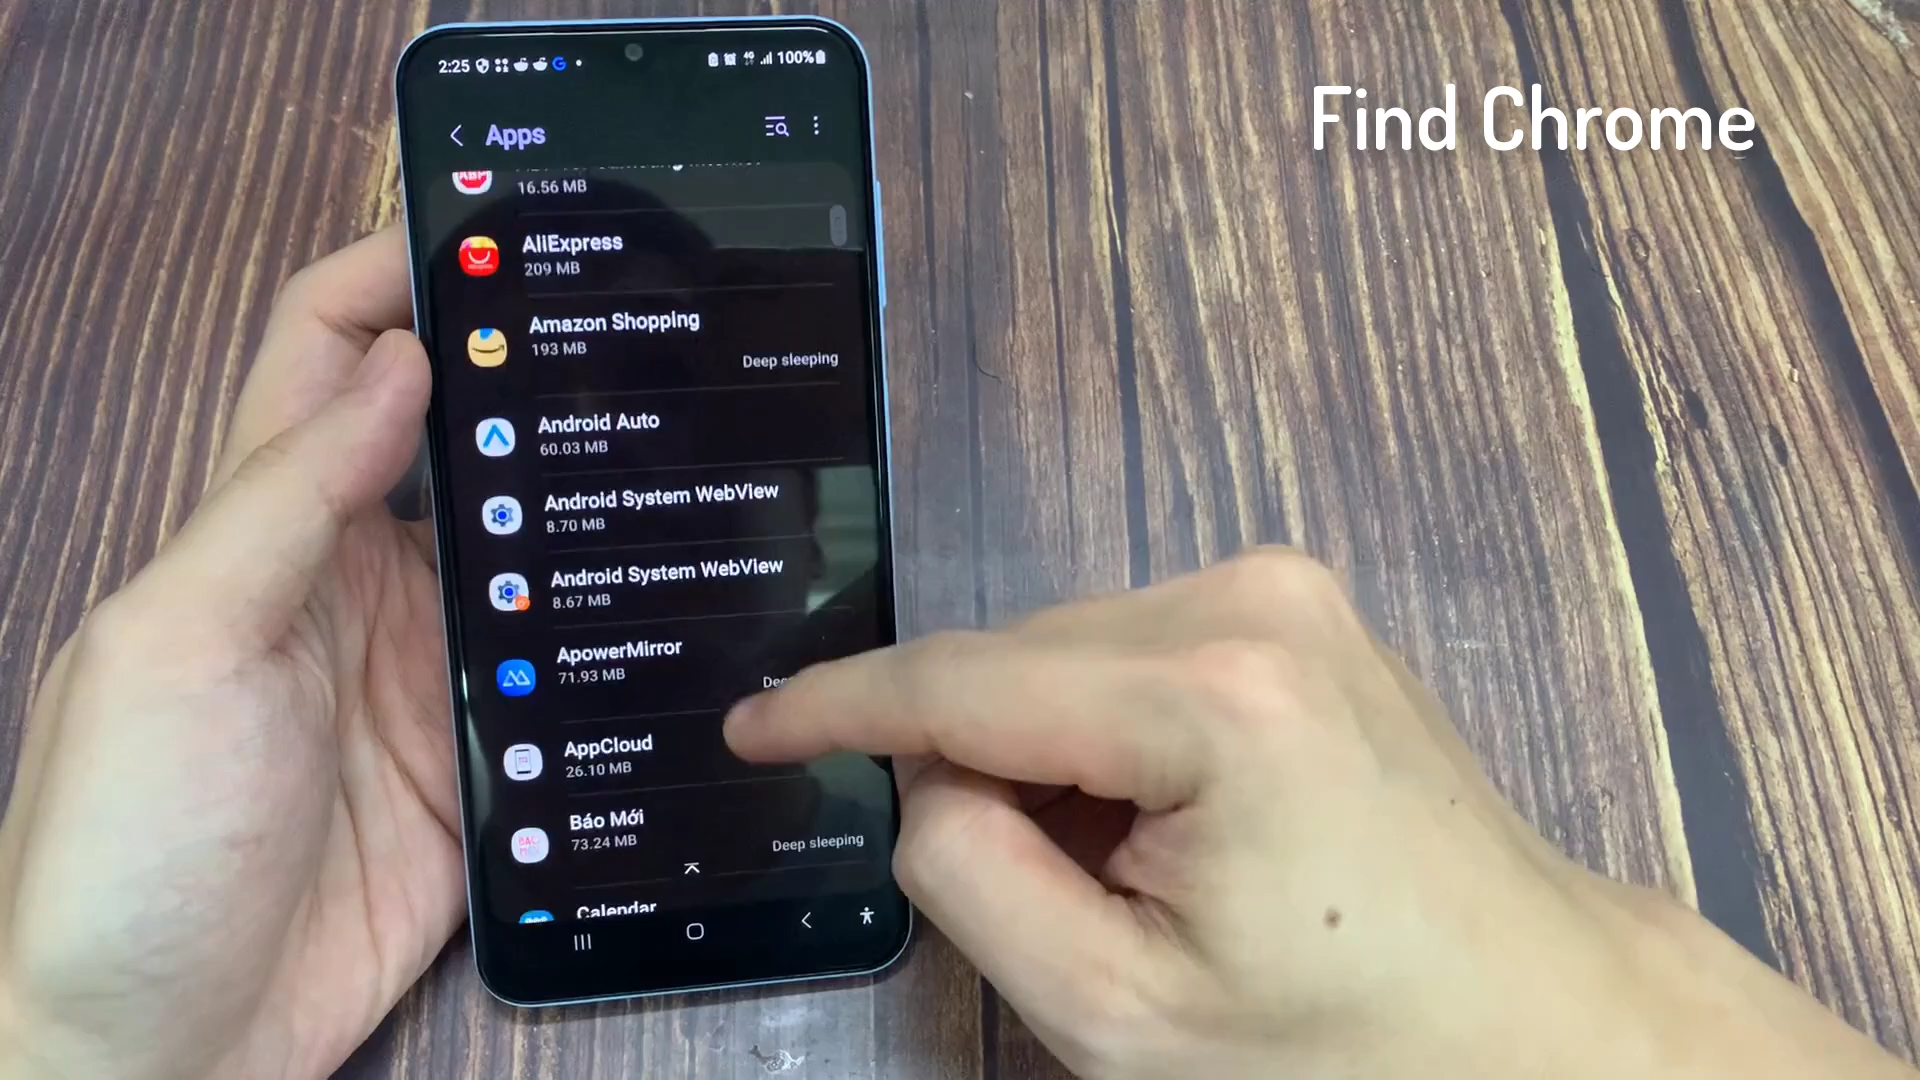 Find Chrome
2:25
4G
100%
Apps
ABP
16.56 MB
AliExpress
209 MB
Amazon Shopping
193 MB
Deep sleeping
Android Auto
60.03 MB
Android System WebView
8.70 MB
Android System WebView
8.67 MB
ApowerMirror
71.93 MB
AppCloud
26.10 MB
Báo Mới
73.24 MB
Deep sleeping
Calendar